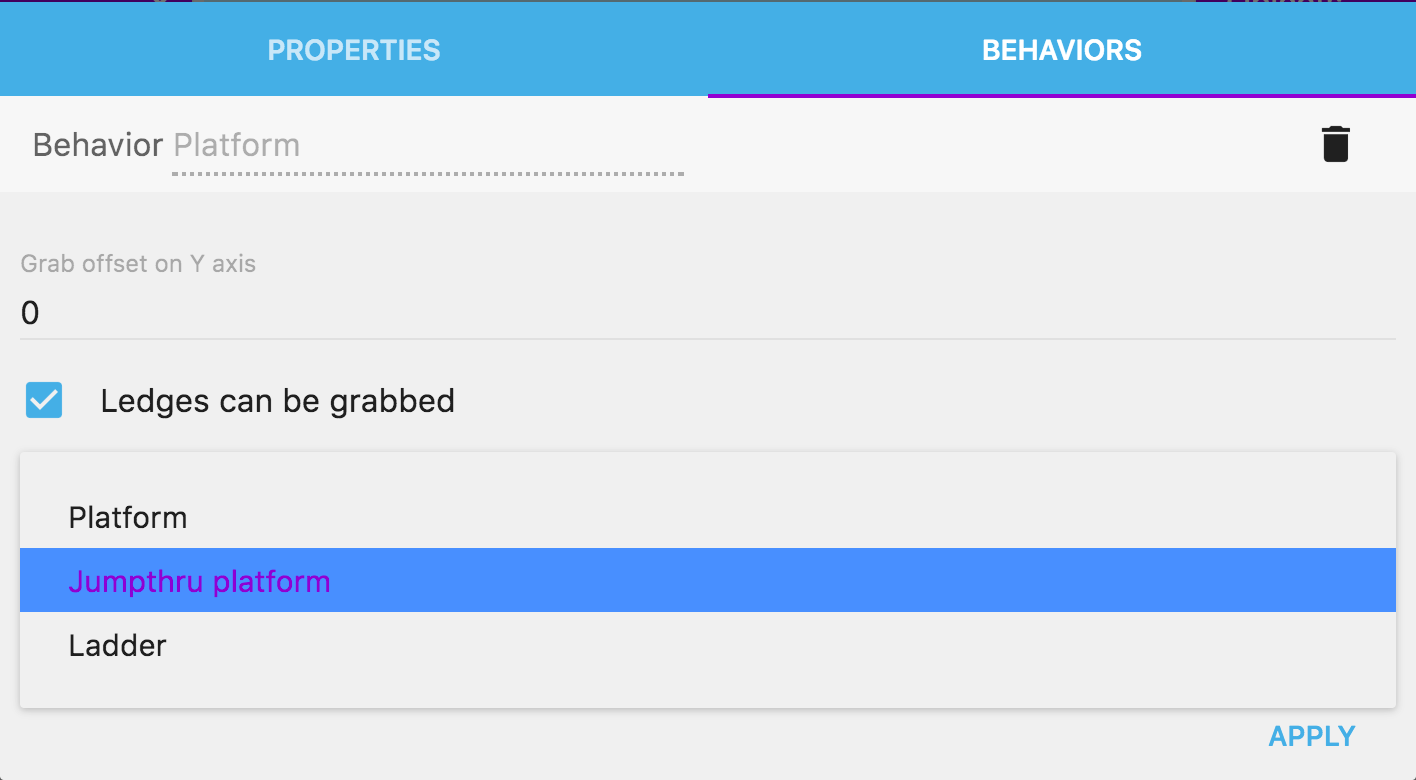 PROPERTIES BEHAVIORS
Behavior Platform
Grab offset on Y axis
0
Ledges can be grabbed
Platform
Jumpthru platform
Ladder
APPLY